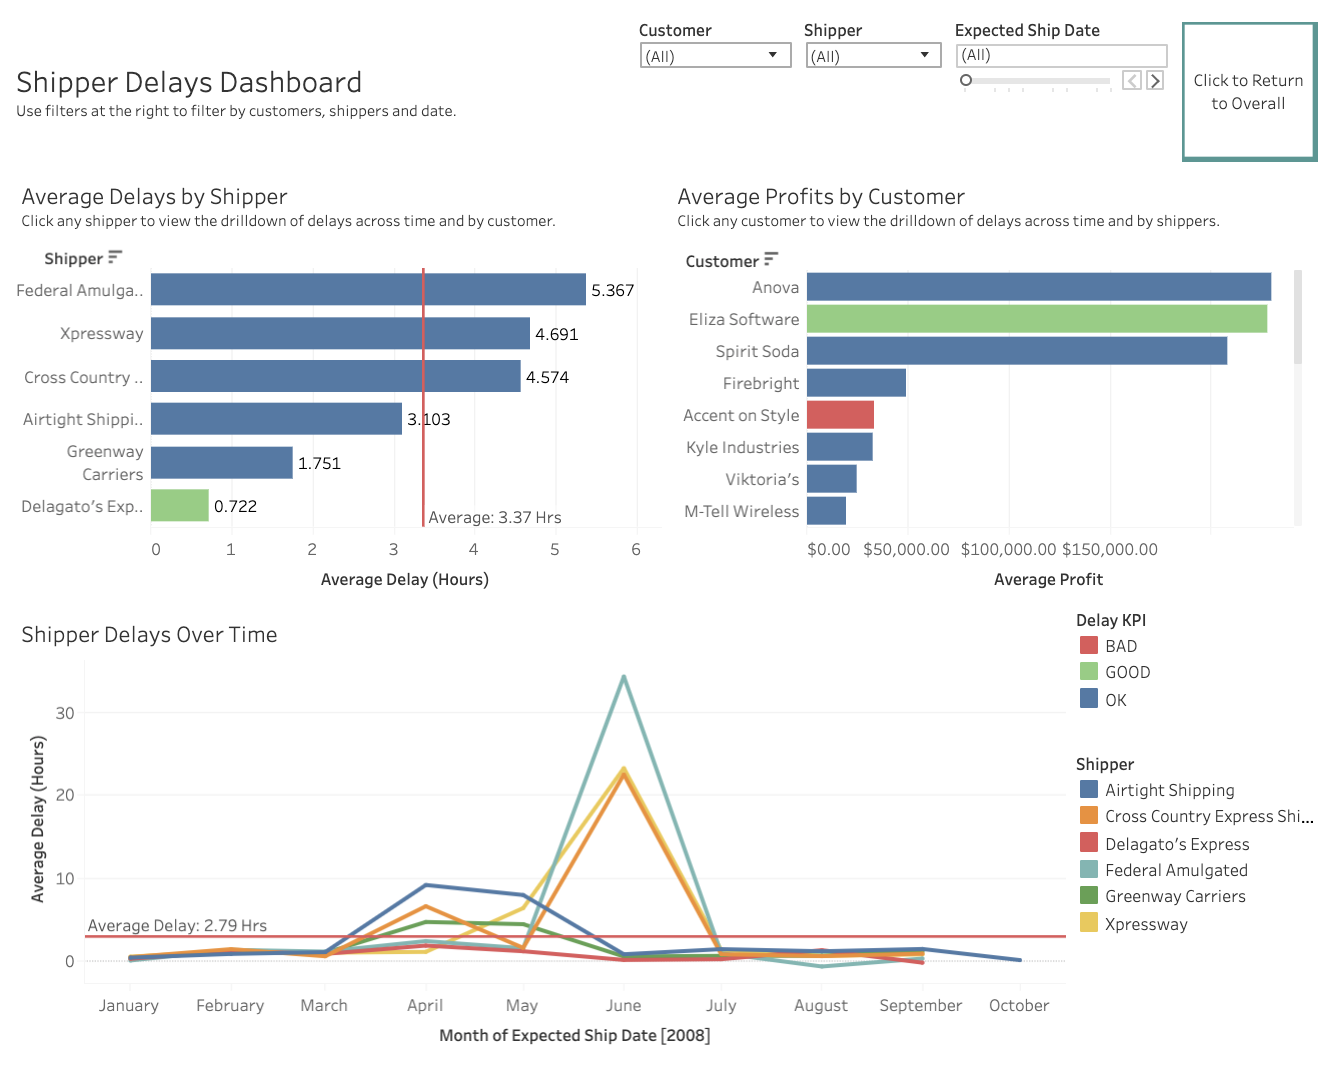 Customer
(All)
Shipper
(All)
Expected Ship Date
(All)
Click to Return
to Overall
Shipper Delays Dashboard
Use filters at the right to filter by customers, shippers and date.
Average Delays by Shipper
Click any shipper to view the drilldown of delays across time and by customer.
Shipper
Federal Amulga..
5.367
Xpressway
4.691
Cross Country ..
4.574
Airtight Shippi..
3.103
Greenway
Carriers
1.751
Delagato's Exp..
0.722
Average: 3.37 Hrs
0 1 2 3 4 5 6
Average Delay (Hours)
Average Profits by Customer
Click any customer to view the drilldown of delays across time and by shippers.
Customer
Anova
Eliza Software
Spirit Soda
Firebright
Accent on Style
Kyle Industries
Viktoria's
M-Tell Wireless
$0.00 $50,000.00 $100,000.00 $150,000.00
Average Profit
Shipper Delays Over Time
Average Delay (Hours)
30
20
10
0
Average Delay: 2.79 Hrs
January February March April May June July August September October
Month of Expected Ship Date [2008]
Delay KPI
BAD
GOOD
OK
Shipper
Airtight Shipping
Cross Country Express Shi...
Delagato's Express
Federal Amulgated
Greenway Carriers
Xpressway